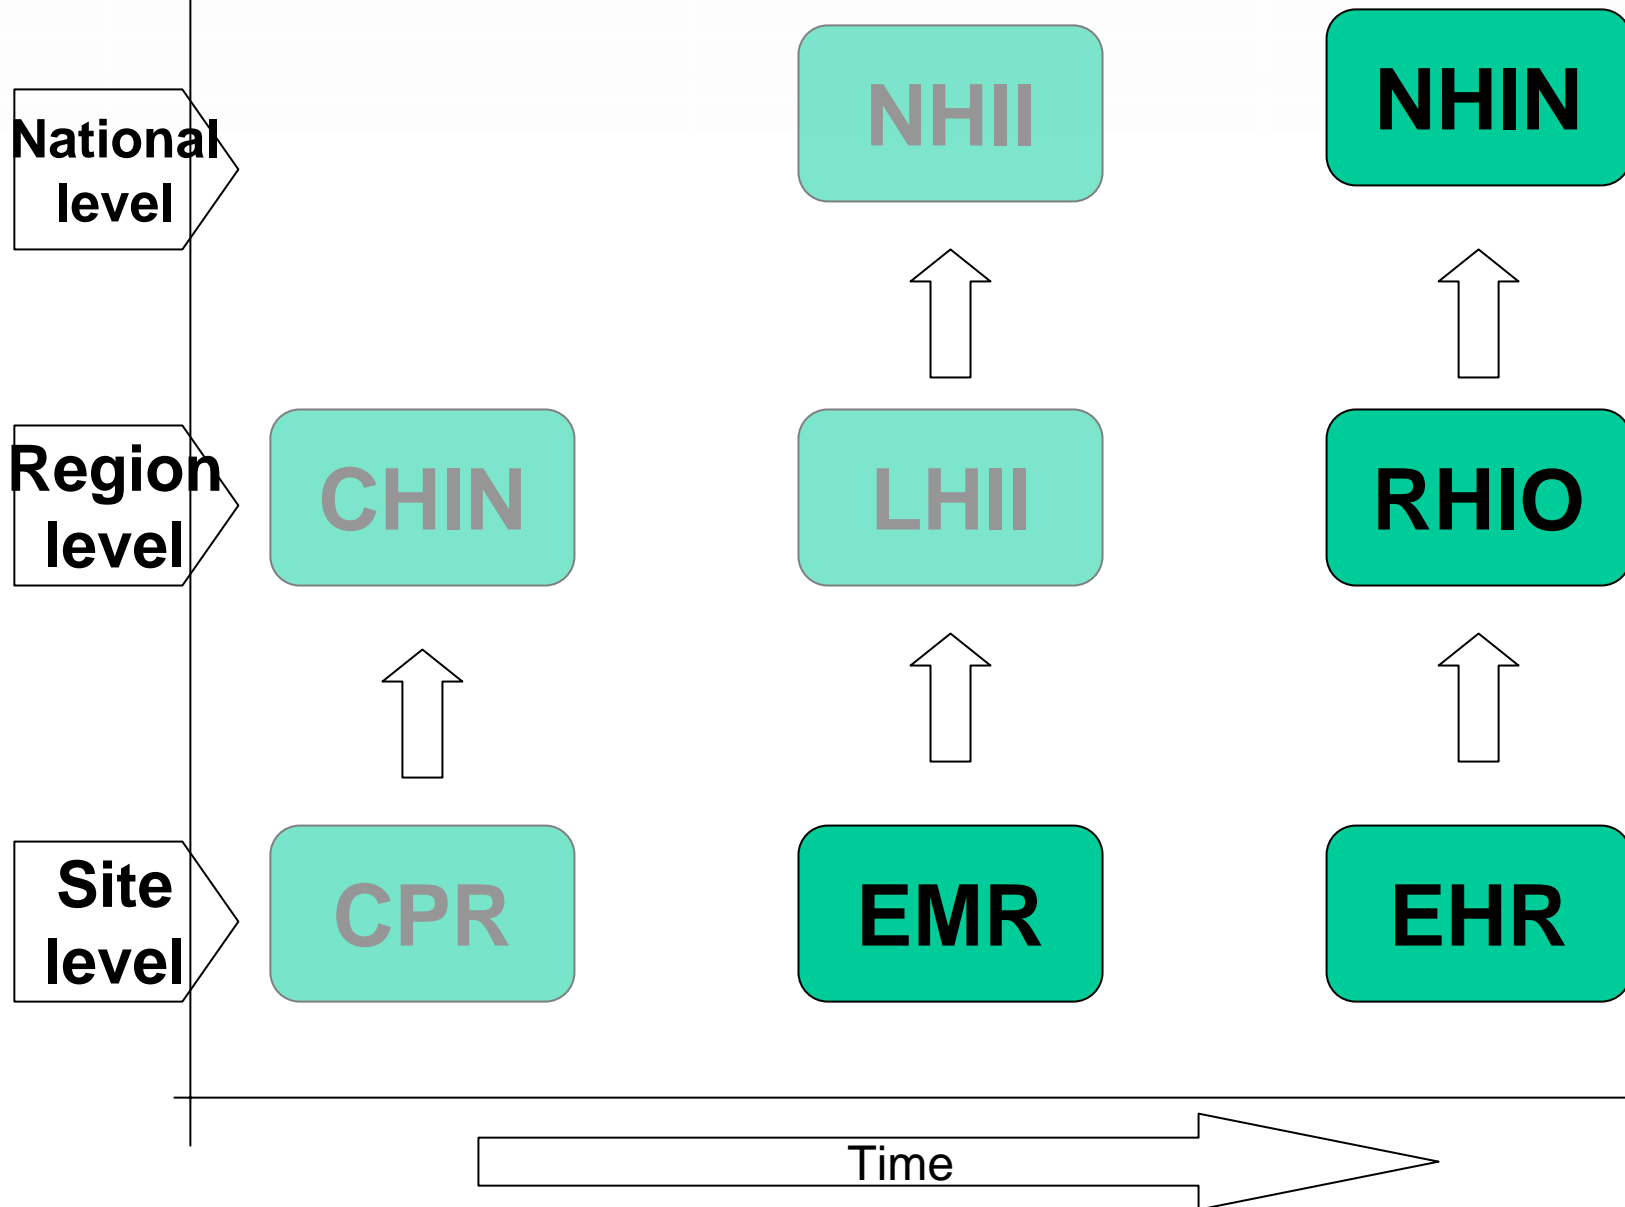 National
level
NHII
NHIN
Region
level
CHIN
LHII
RHIO
Site
level
CPR
EMR
EHR
Time